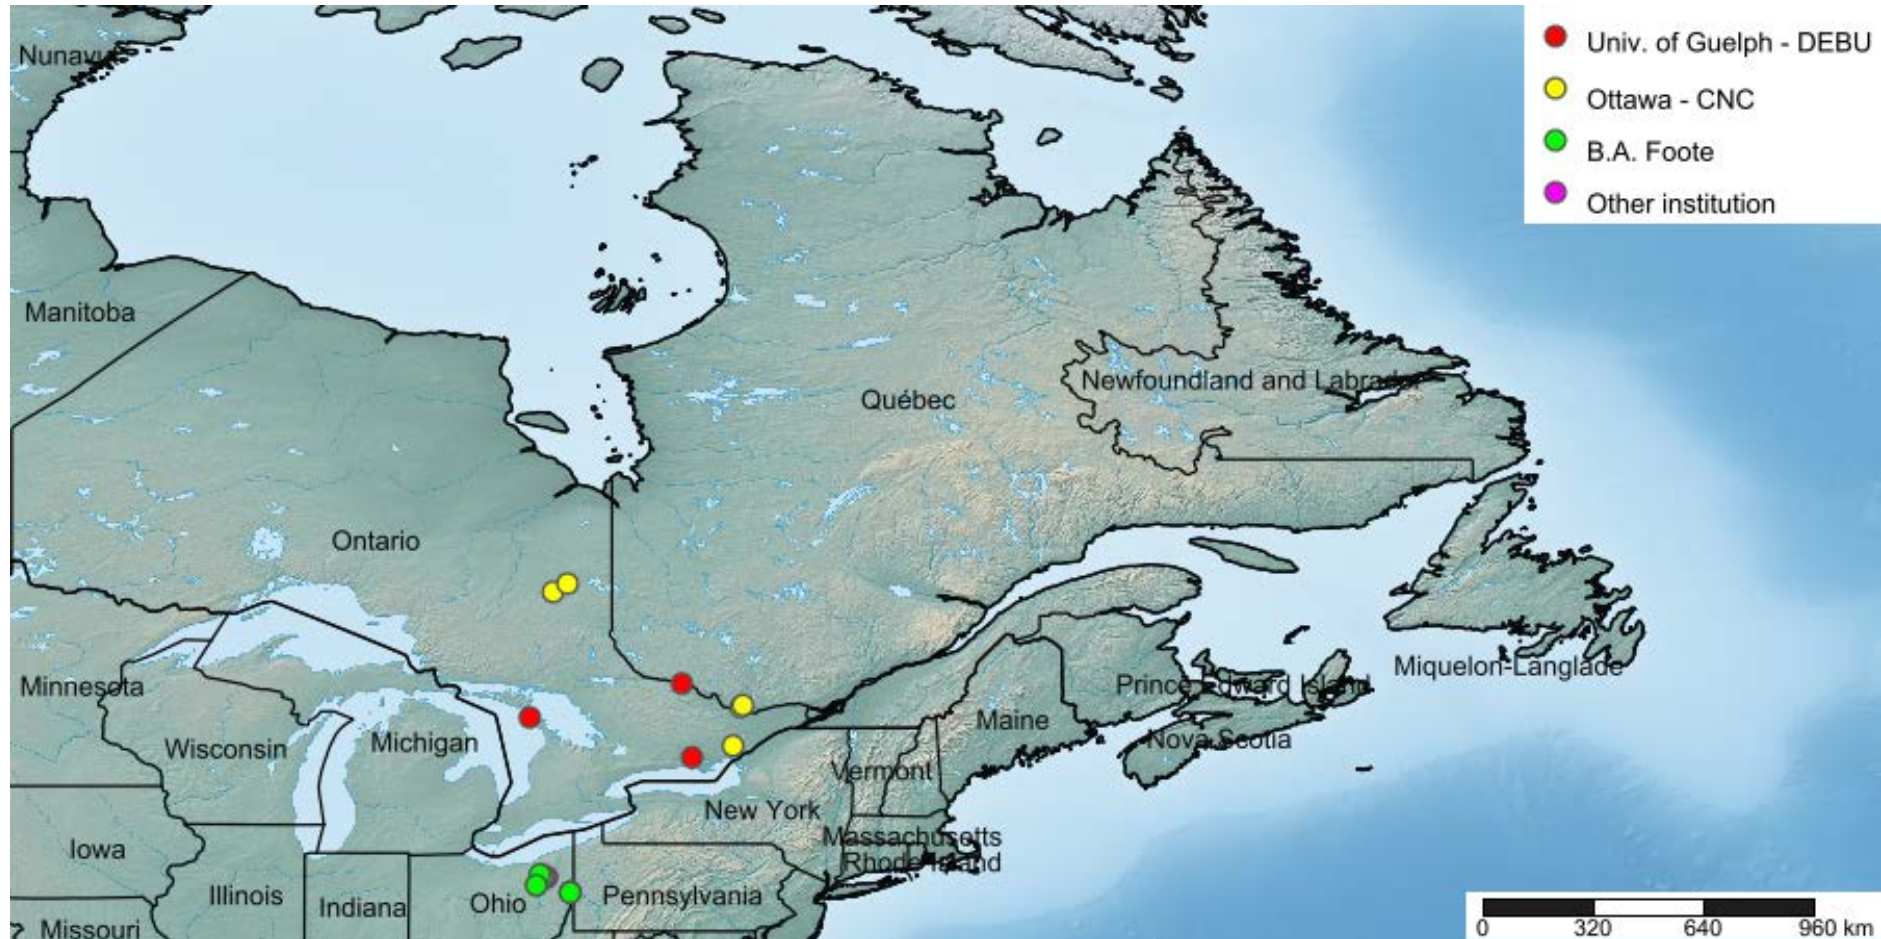 Univ. of Guelph - DEBU
Ottawa - CNC
B.A. Foote
Other institution
Nunavut
Manitoba
Québec
Newfoundland and Labrador
Ontario
Minnesota
Wisconsin
Michigan
Miquelon-Langlade
Prince Edward Island
Maine
Nova Scotia
Vermont
New York
Massachusetts
Rhode Island
Iowa
Illinois
Indiana
Ohio
Pennsylvania
Missouri
0 320 640 960 km